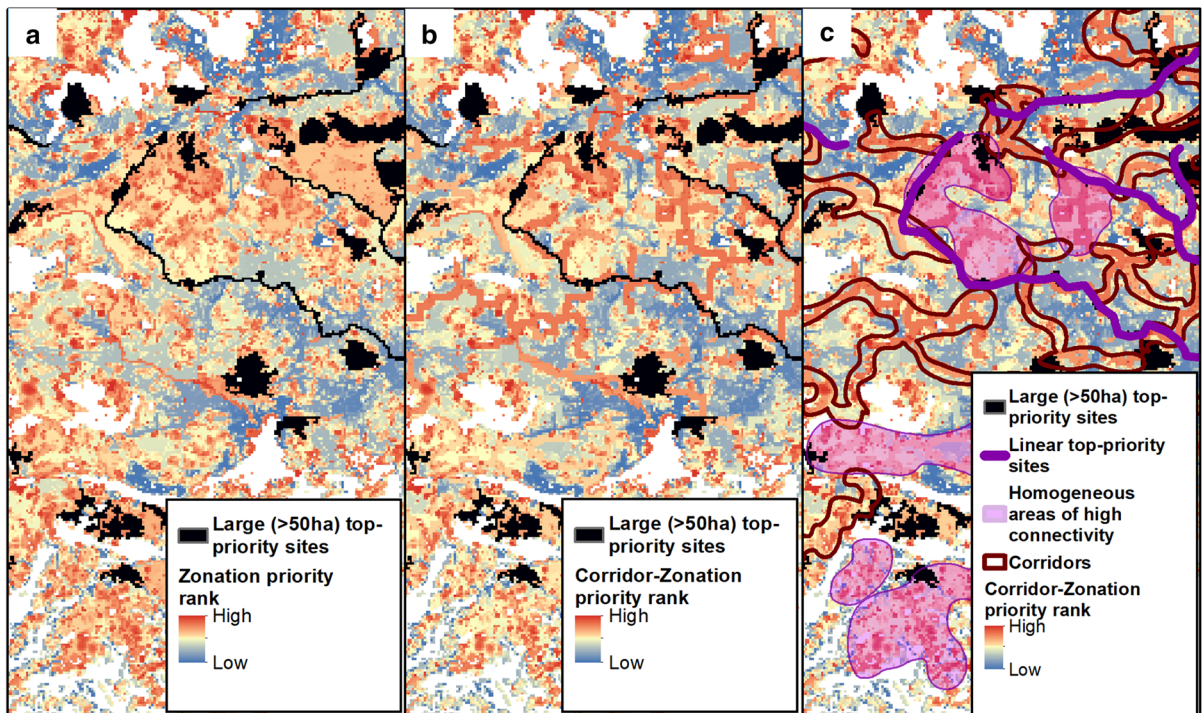 a
Large (>50ha) top-
priority sites
Zonation priority
rank
High
Low
b
Large (>50ha) top-
priority sites
Corridor-Zonation
priority rank
High
Low
c
Large (>50ha) top-
priority sites
Linear top-priority
sites
Homogeneous
areas of high
connectivity
Corridors
Corridor-Zonation
priority rank
High
Low